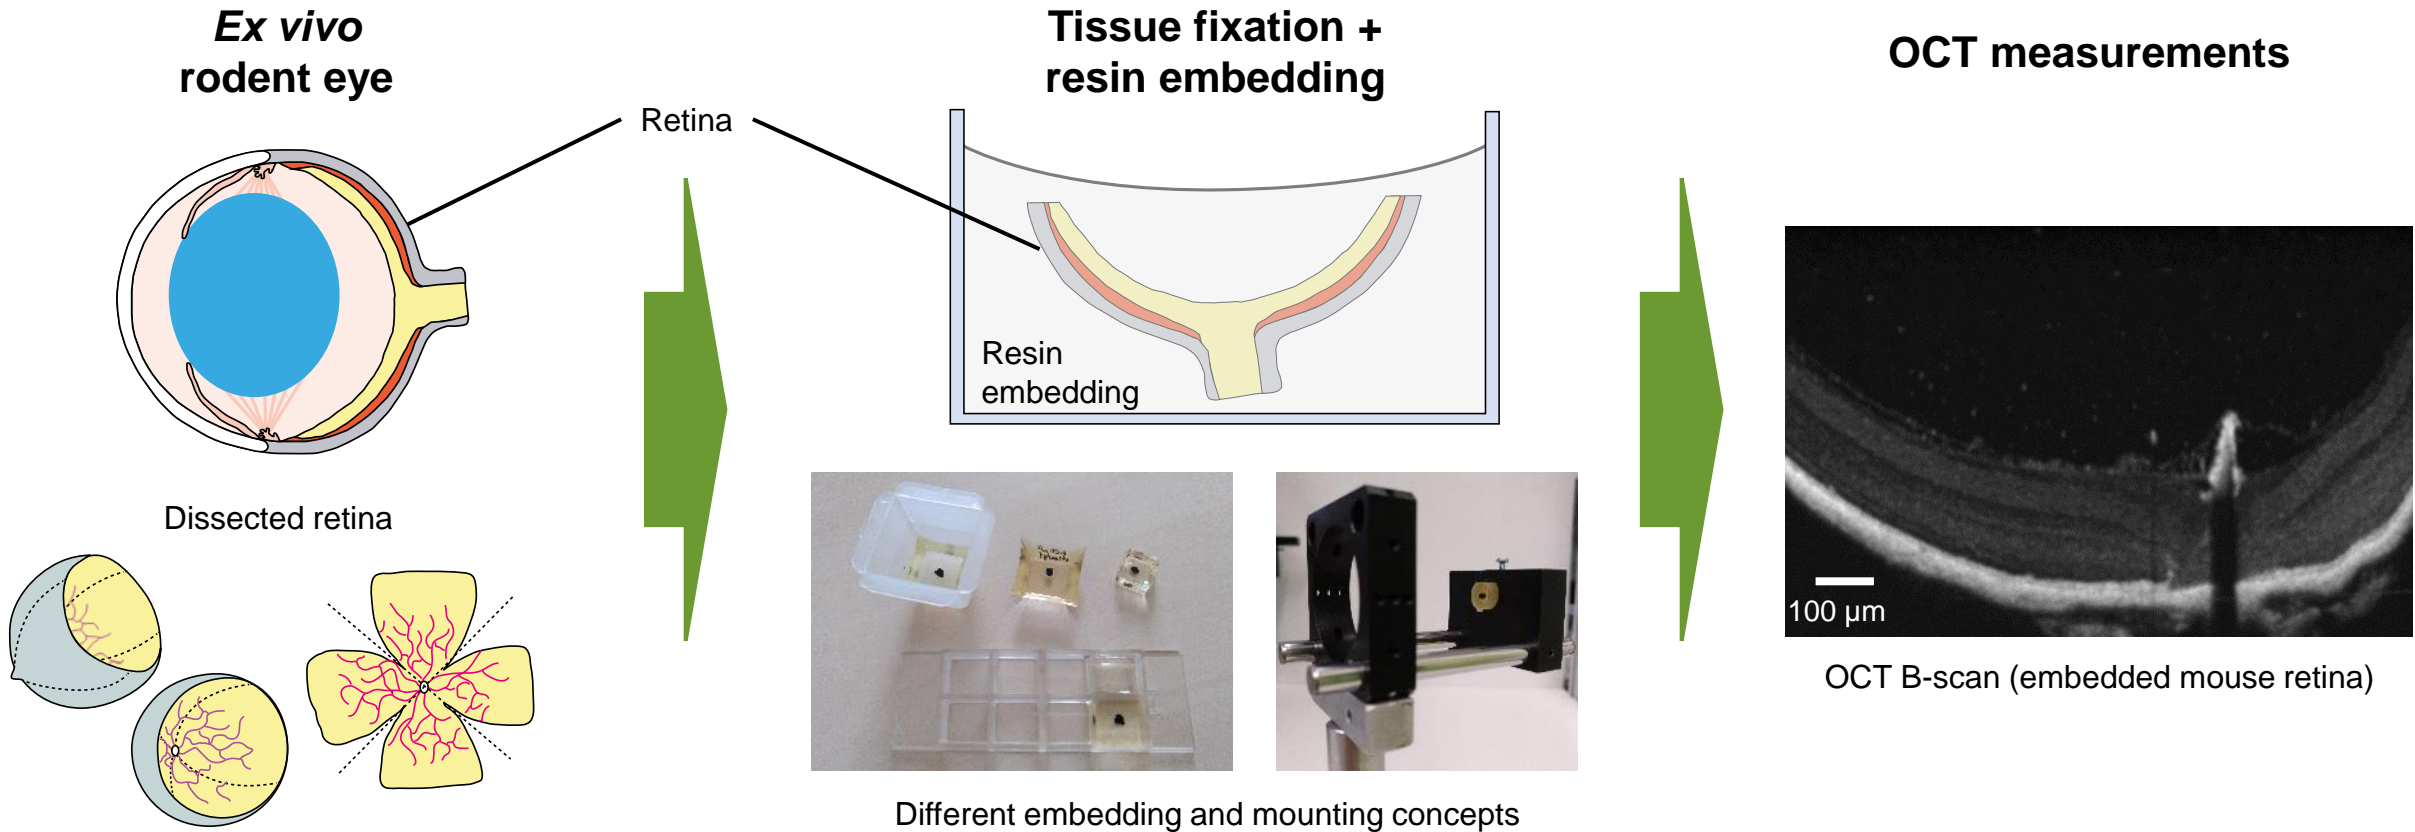 Ex vivo
rodent eye
Tissue fixation +
resin embedding
OCT measurements
Retina
Resin
embedding
Dissected retina
100 µm
OCT B-scan (embedded mouse retina)
Different embedding and mounting concepts